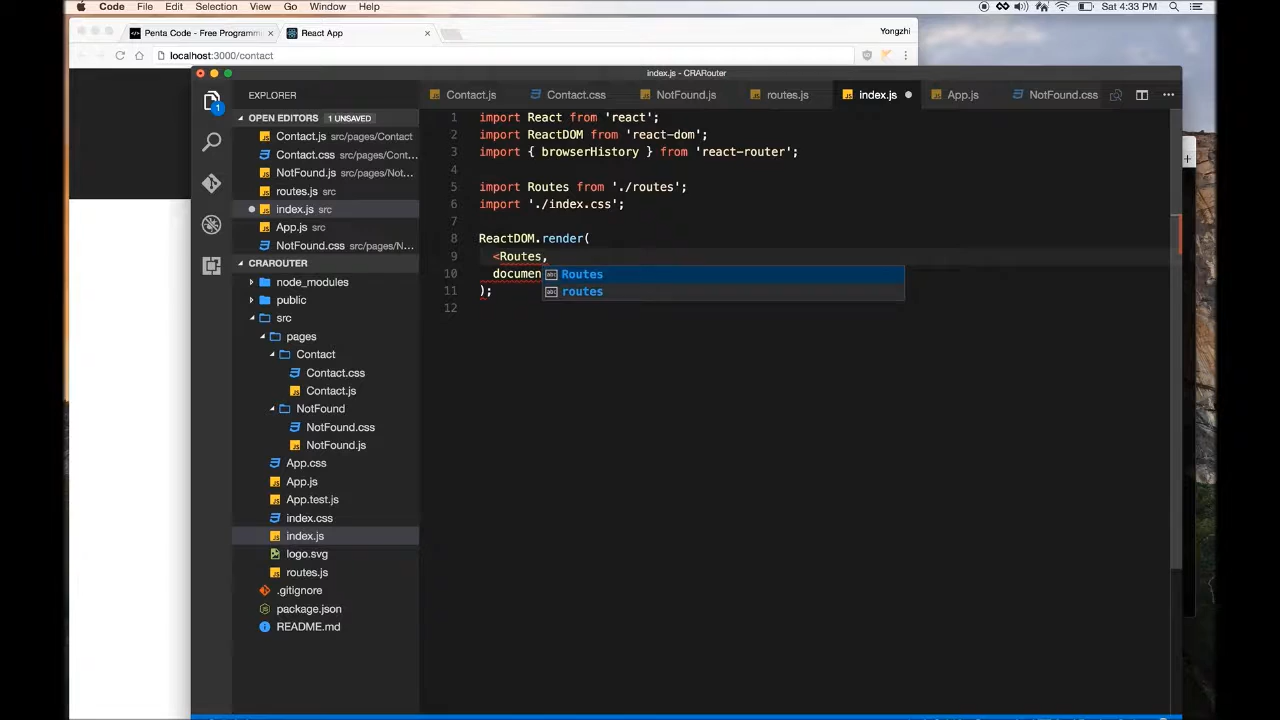 Code File Edit Selection View Go Window Help Sat 4:33 PM
Penta Code - Free Programm × React App × Yongzhi
localhost:3000/contact
index.js - CRARouter
EXPLORER
Contact.js Contact.css NotFound.js routes.js index.js App.js NotFound.css
OPEN EDITORS 1 UNSAVED
Contact.js src/pages/Contact
Contact.css src/pages/Cont...
NotFound.js src/pages/Not...
routes.js src
index.js src
App.js src
NotFound.css src/pages/N...
CRAROUTER
node_modules
public
src
pages
Contact
Contact.css
Contact.js
NotFound
NotFound.css
NotFound.js
App.css
App.js
App.test.js
index.css
index.js
logo.svg
routes.js
.gitignore
package.json
README.md
1
1 import React from 'react';
2 import ReactDOM from 'react-dom';
3 import { browserHistory } from 'react-router';
4
5 import Routes from './routes';
6 import './index.css';
7
8 ReactDOM.render(
9 <Routes,
10 documen
11 );
12
Routes
routes